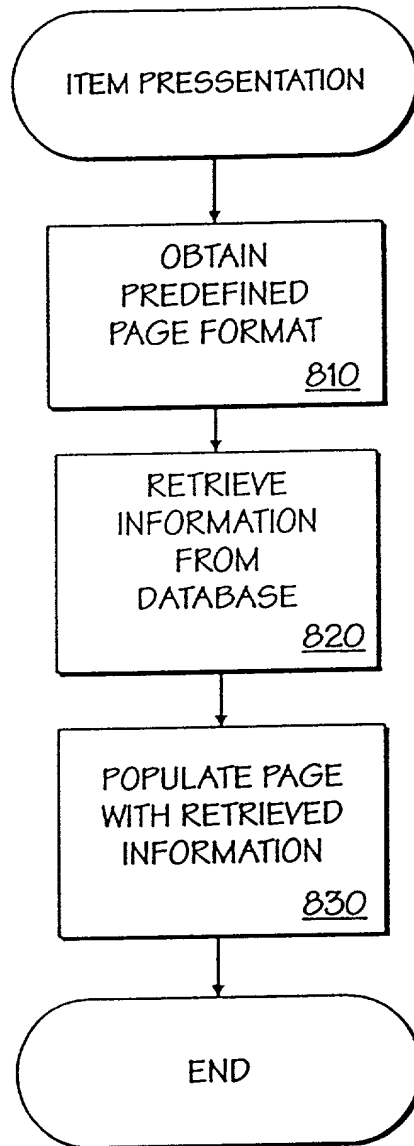 ITEM PRESSENTATION
OBTAIN
PREDEFINED
PAGE FORMAT
810
RETRIEVE
INFORMATION
FROM
DATABASE
820
POPULATE PAGE
WITH RETRIEVED
INFORMATION
830
END